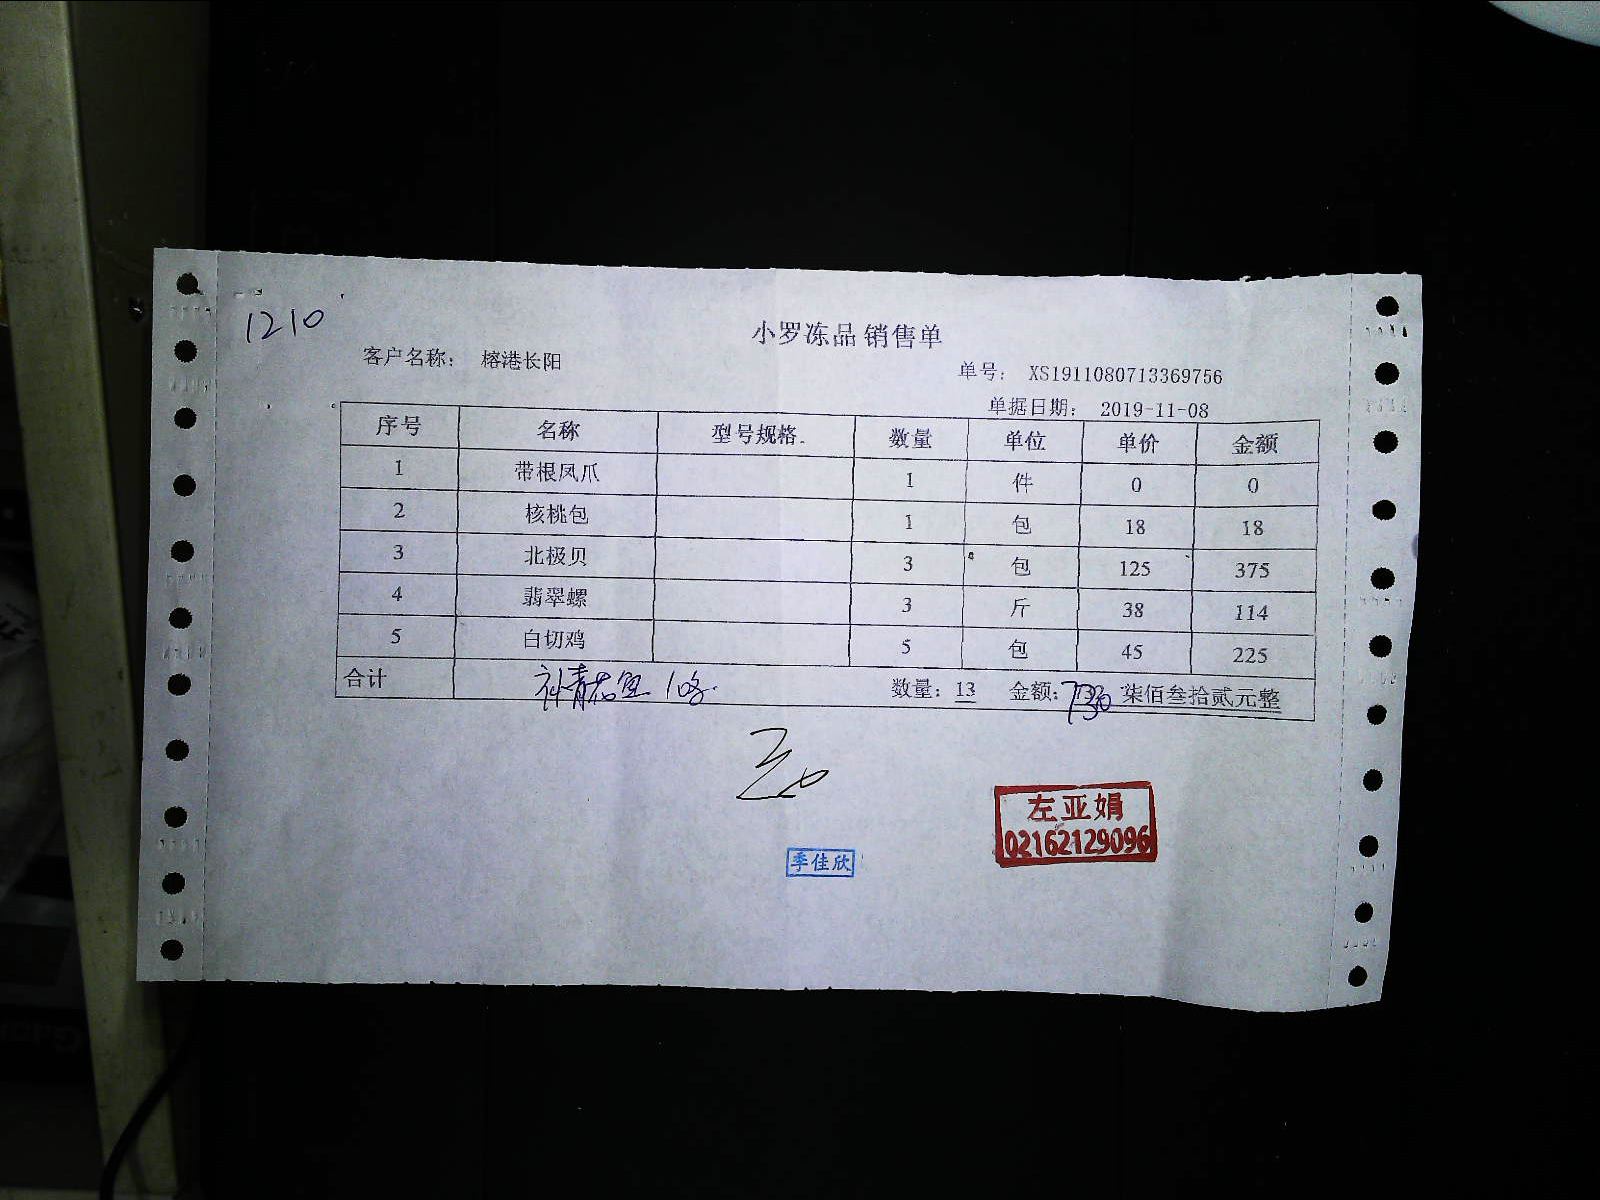 1210
小罗冻品 销售单
客户名称： 榕港长阳
单号： XS1911080713369756
单据日期： 2019-11-08
序号 名称 型号规格 数量 单位 单价 金额
1 带根凤爪 1 件 0 0
2 核桃包 1 包 18 18
3 北极贝 3 包 125 375
4 翡翠螺 3 斤 38 114
5 白切鸡 5 包 45 225
合计 数量：13 金额：730 柒佰叁拾贰元整
左亚娟
02162129096
季佳欣